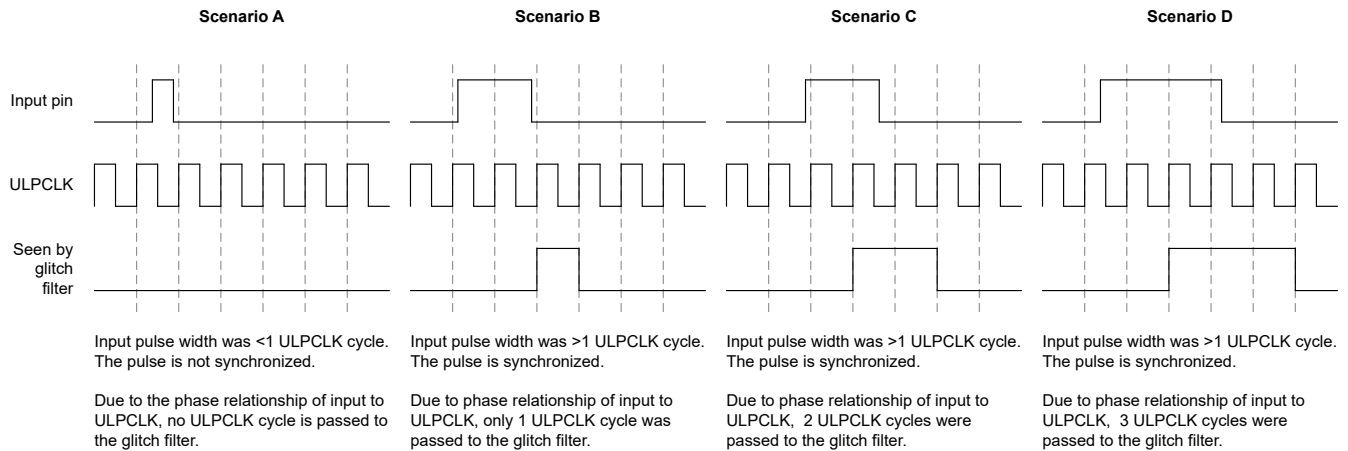 Scenario A
Scenario B
Scenario C
Scenario D
Input pin
ULPCLK
Seen by
glitch
filter
Input pulse width was <1 ULPCLK cycle.
The pulse is not synchronized.
Due to the phase relationship of input to
ULPCLK, no ULPCLK cycle is passed to
the glitch filter.
Input pulse width was >1 ULPCLK cycle.
The pulse is synchronized.
Due to phase relationship of input to
ULPCLK, only 1 ULPCLK cycle was
passed to the glitch filter.
Input pulse width was >1 ULPCLK cycle.
The pulse is synchronized.
Due to phase relationship of input to
ULPCLK,  2 ULPCLK cycles were
passed to the glitch filter.
Input pulse width was >1 ULPCLK cycle.
The pulse is synchronized.
Due to phase relationship of input to
ULPCLK,  3 ULPCLK cycles were
passed to the glitch filter.